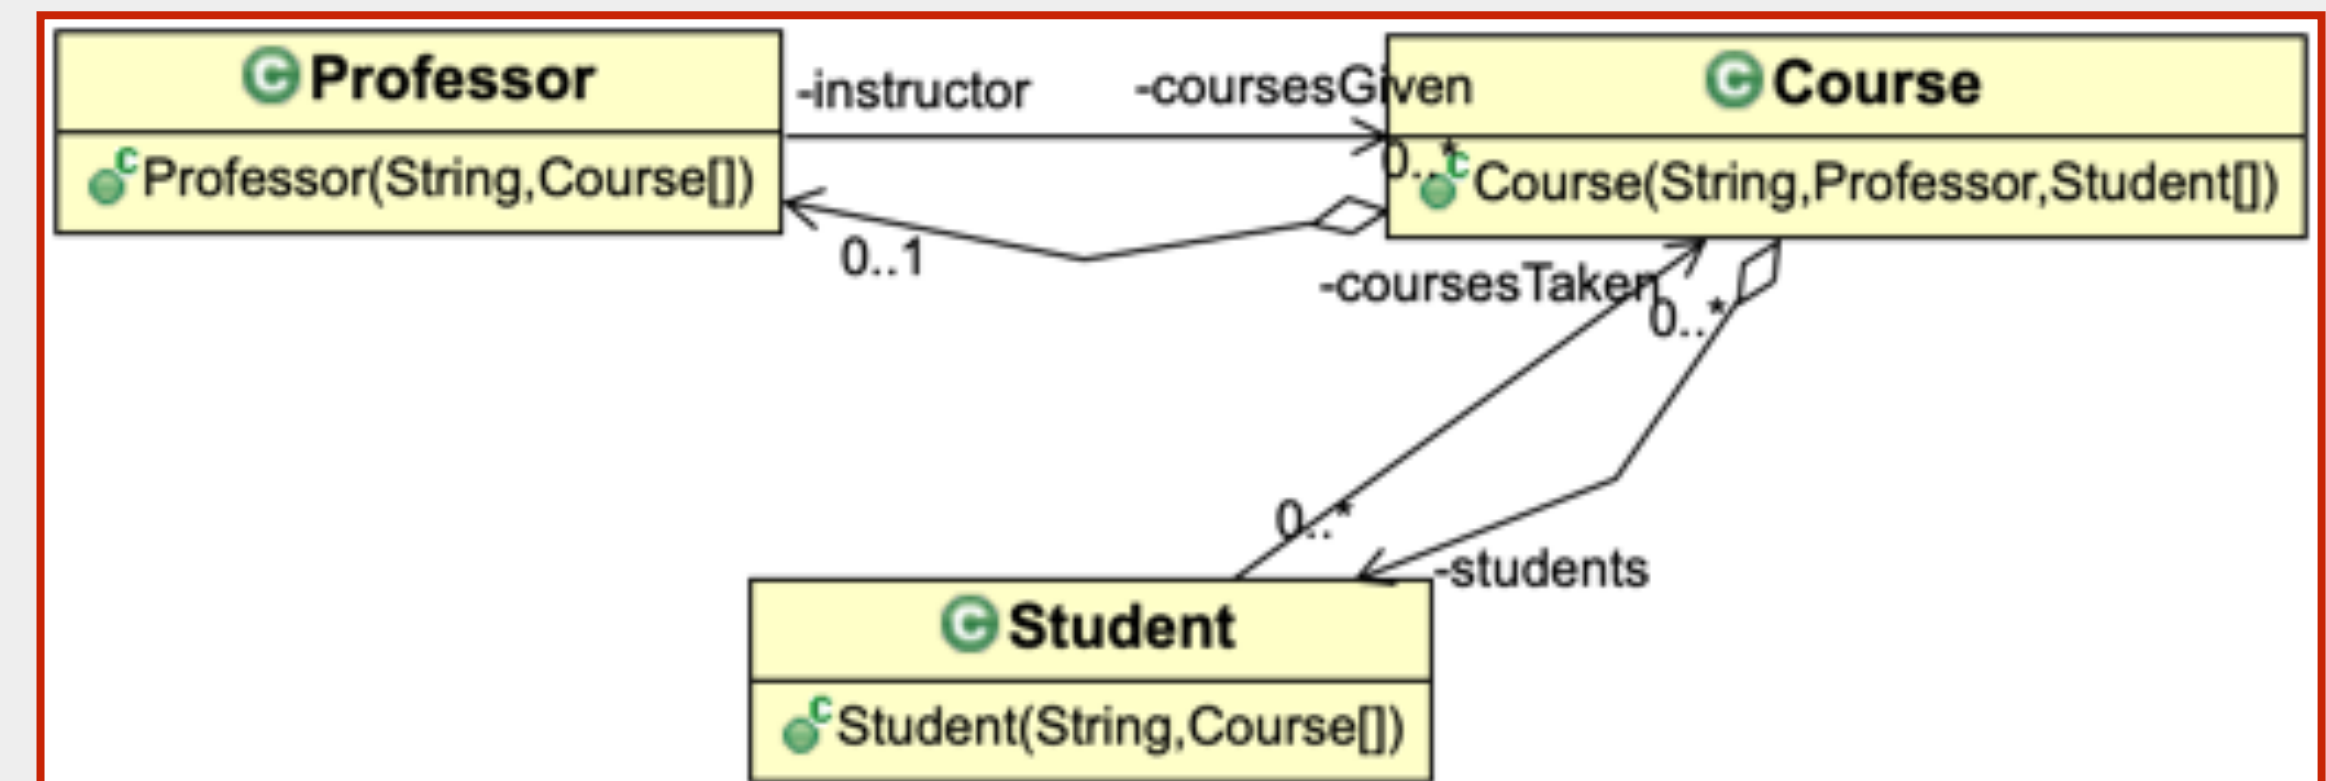 C Professor
-instructor
-coursesGiven
C Course
C Professor(String,Course[])
0..*
C Course(String,Professor,Student[])
0..1
-coursesTaken
0..*
0..*
-students
C Student
C Student(String,Course[])